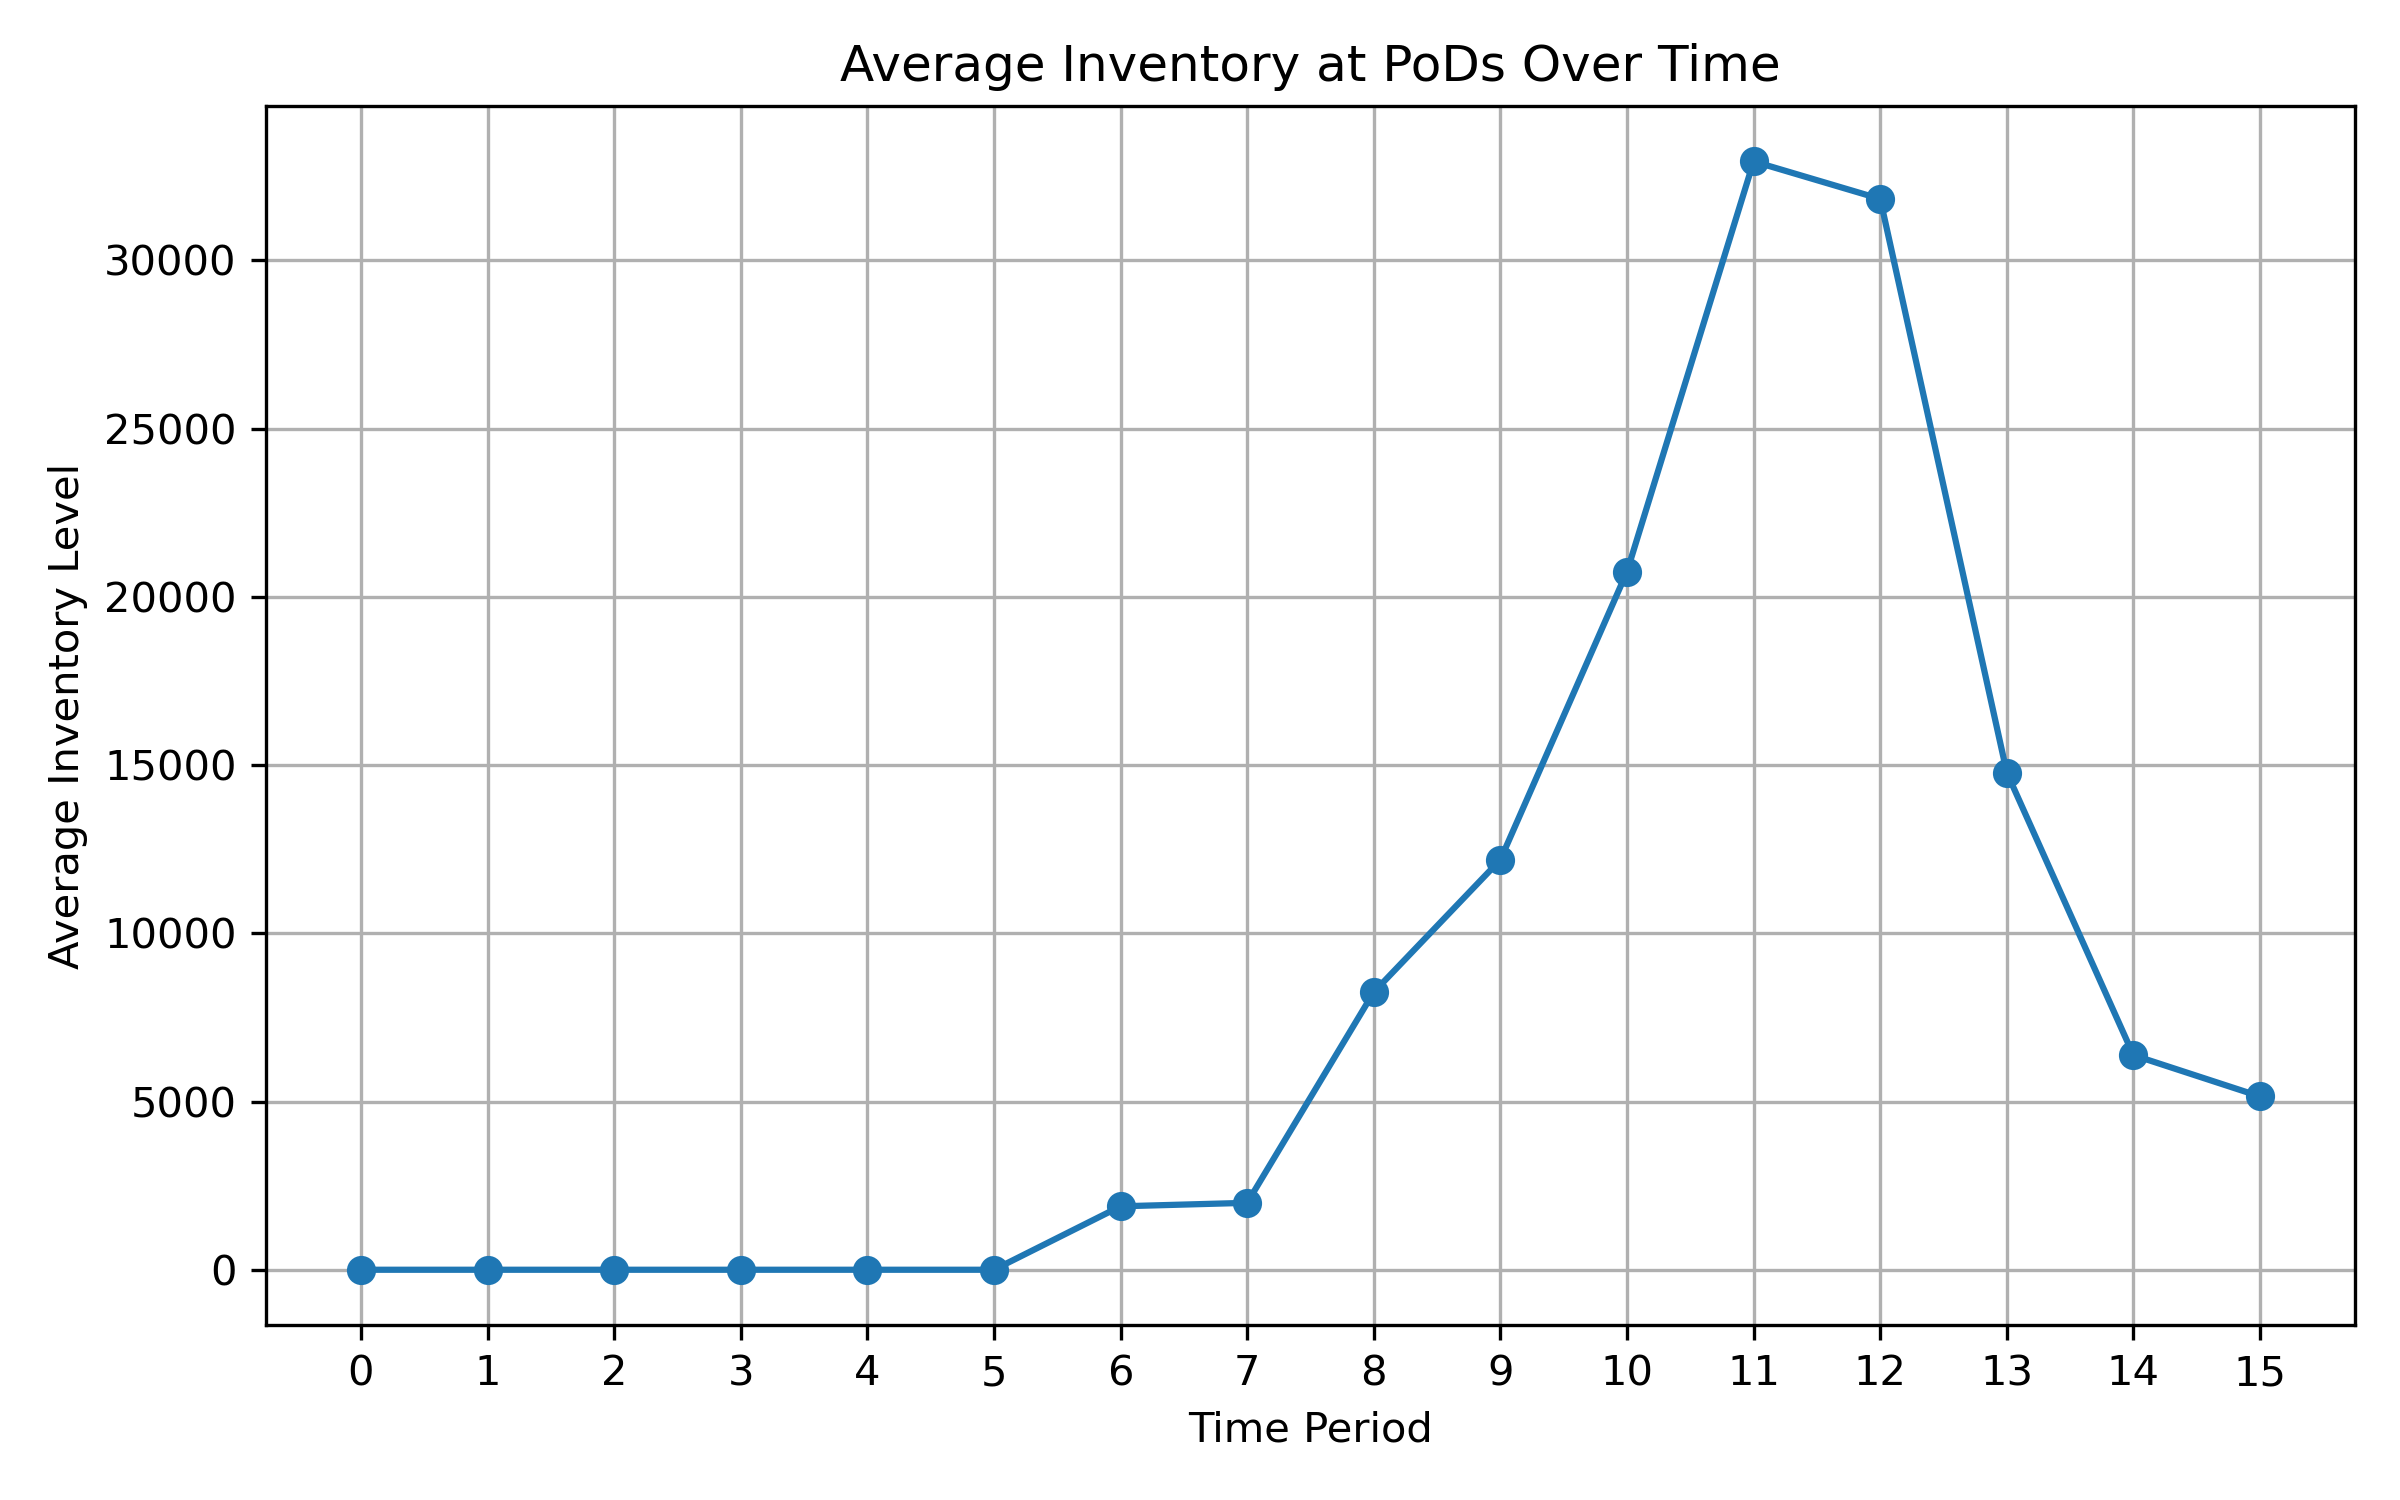 Average Inventory at PoDs Over Time
Average Inventory Level
30000
25000
20000
15000
10000
5000
0
0 1 2 3 4 5 6 7 8 9 10 11 12 13 14 15
Time Period